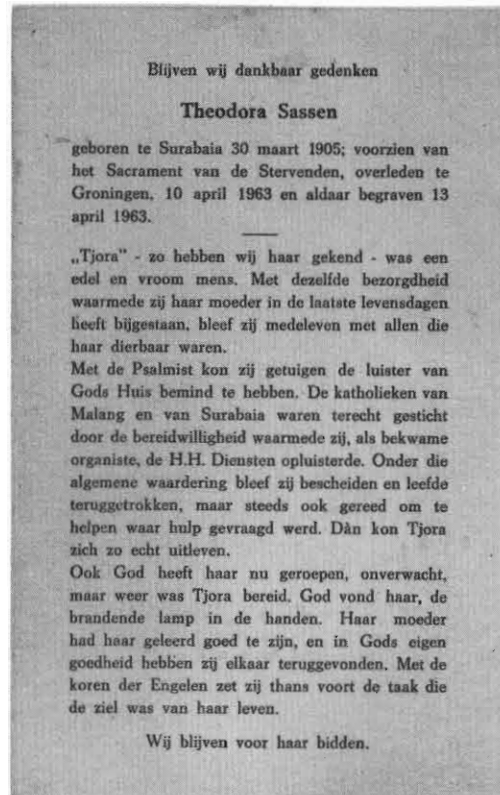 Blijven wij dankbaar gedenken
Theodora Sassen
geboren te Surabaia 30 maart 1905; voorzien van
het Sacrament van de Stervenden, overleden te
Groningen, 10 april 1963 en aldaar begraven 13
april 1963.
„Tjora" - zo hebben wij haar gekend - was een
edel en vroom mens. Met dezelfde bezorgdheid
waarmede zij haar moeder in de laatste levensdagen
heeft bijgestaan, bleef zij medeleven met allen die
haar dierbaar waren.
Met de Psalmist kon zij getuigen de luister van
Gods Huis bemind te hebben. De katholieken van
Malang en van Surabaia waren terecht gesticht
door de bereidwilligheid waarmede zij, als bekwame
organiste, de H.H. Diensten opluisterde. Onder die
algemene waardering bleef zij bescheiden en leefde
teruggetrokken, maar steeds ook gereed om te
helpen waar hulp gevraagd werd. Dàn kon Tjora
zich zo echt uitleven.
Ook God heeft haar nu geroepen, onverwacht,
maar weer was Tjora bereid. God vond haar, de
brandende lamp in de handen. Haar moeder
had haar geleerd goed te zijn, en in Gods eigen
goedheid hebben zij elkaar teruggevonden. Met de
koren der Engelen zet zij thans voort de taak die
de ziel was van haar leven.
Wij blijven voor haar bidden.